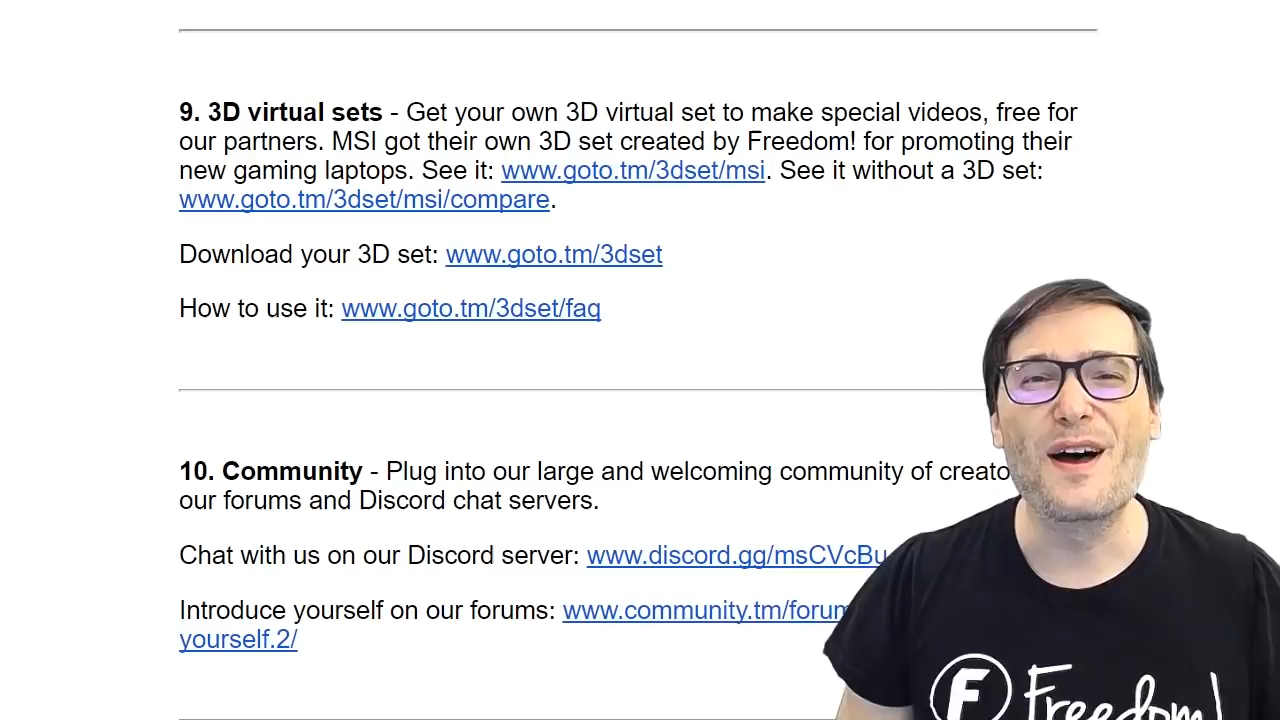 9. 3D virtual sets - Get your own 3D virtual set to make special videos, free for
our partners. MSI got their own 3D set created by Freedom! for promoting their
new gaming laptops. See it: www.goto.tm/3dset/msi. See it without a 3D set:
www.goto.tm/3dset/msi/compare.
Download your 3D set: www.goto.tm/3dset
How to use it: www.goto.tm/3dset/faq
10. Community - Plug into our large and welcoming community of creato
our forums and Discord chat servers.
Chat with us on our Discord server: www.discord.gg/msCVcBu
Introduce yourself on our forums: www.community.tm/forum
yourself.2/
F Freedom!